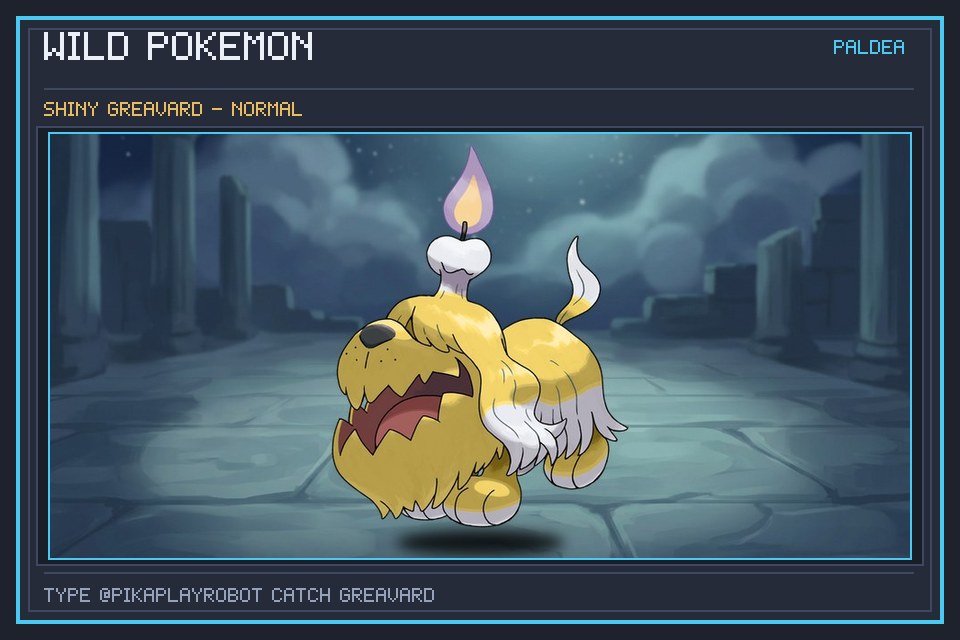 WILD POKEMON
PALDEA
SHINY GREAVARD - NORMAL
TYPE @PIKAPLAYROBOT CATCH GREAVARD